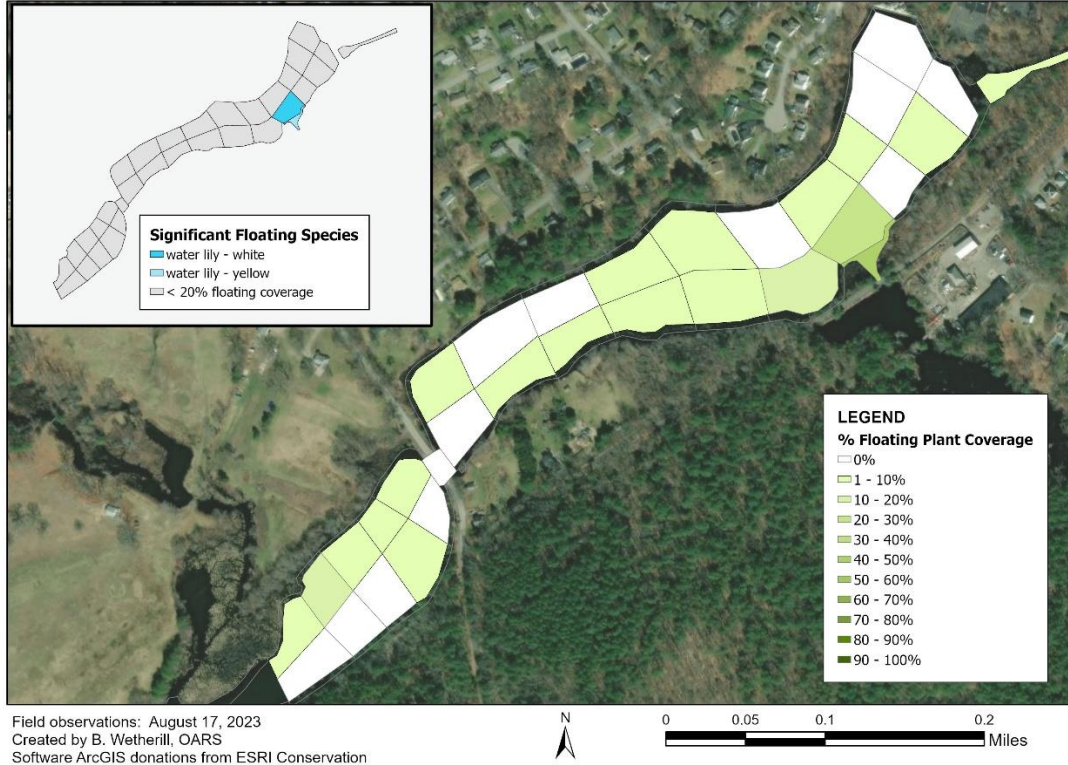 Significant Floating Species
water lily - white
water lily - yellow
< 20% floating coverage
LEGEND
% Floating Plant Coverage
0%
1 - 10%
10 - 20%
20 - 30%
30 - 40%
40 - 50%
50 - 60%
60 - 70%
70 - 80%
80 - 90%
90 - 100%
Field observations: August 17, 2023
Created by B. Wetherill, OARS
Software ArcGIS donations from ESRI Conservation
N
0 0.05 0.1 0.2
Miles